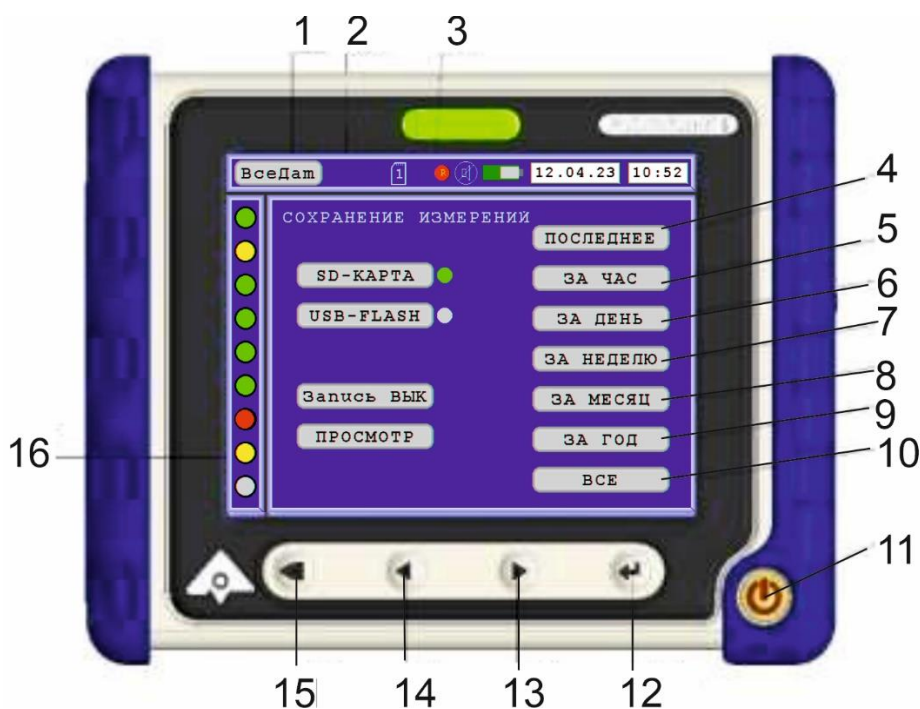 1 2 3
ВсеДат 1 Р Д 12.04.23 10:52
СОХРАНЕНИЕ ИЗМЕРЕНИЙ
ПОСЛЕДНЕЕ 4
SD-КАРТА ЗА ЧАС 5
USB-FLASH ЗА ДЕНЬ 6
ЗА НЕДЕЛЮ 7
Запись ВЫК ЗА МЕСЯЦ 8
ПРОСМОТР ЗА ГОД 9
16 ВСЕ 10
11
15 14 13 12